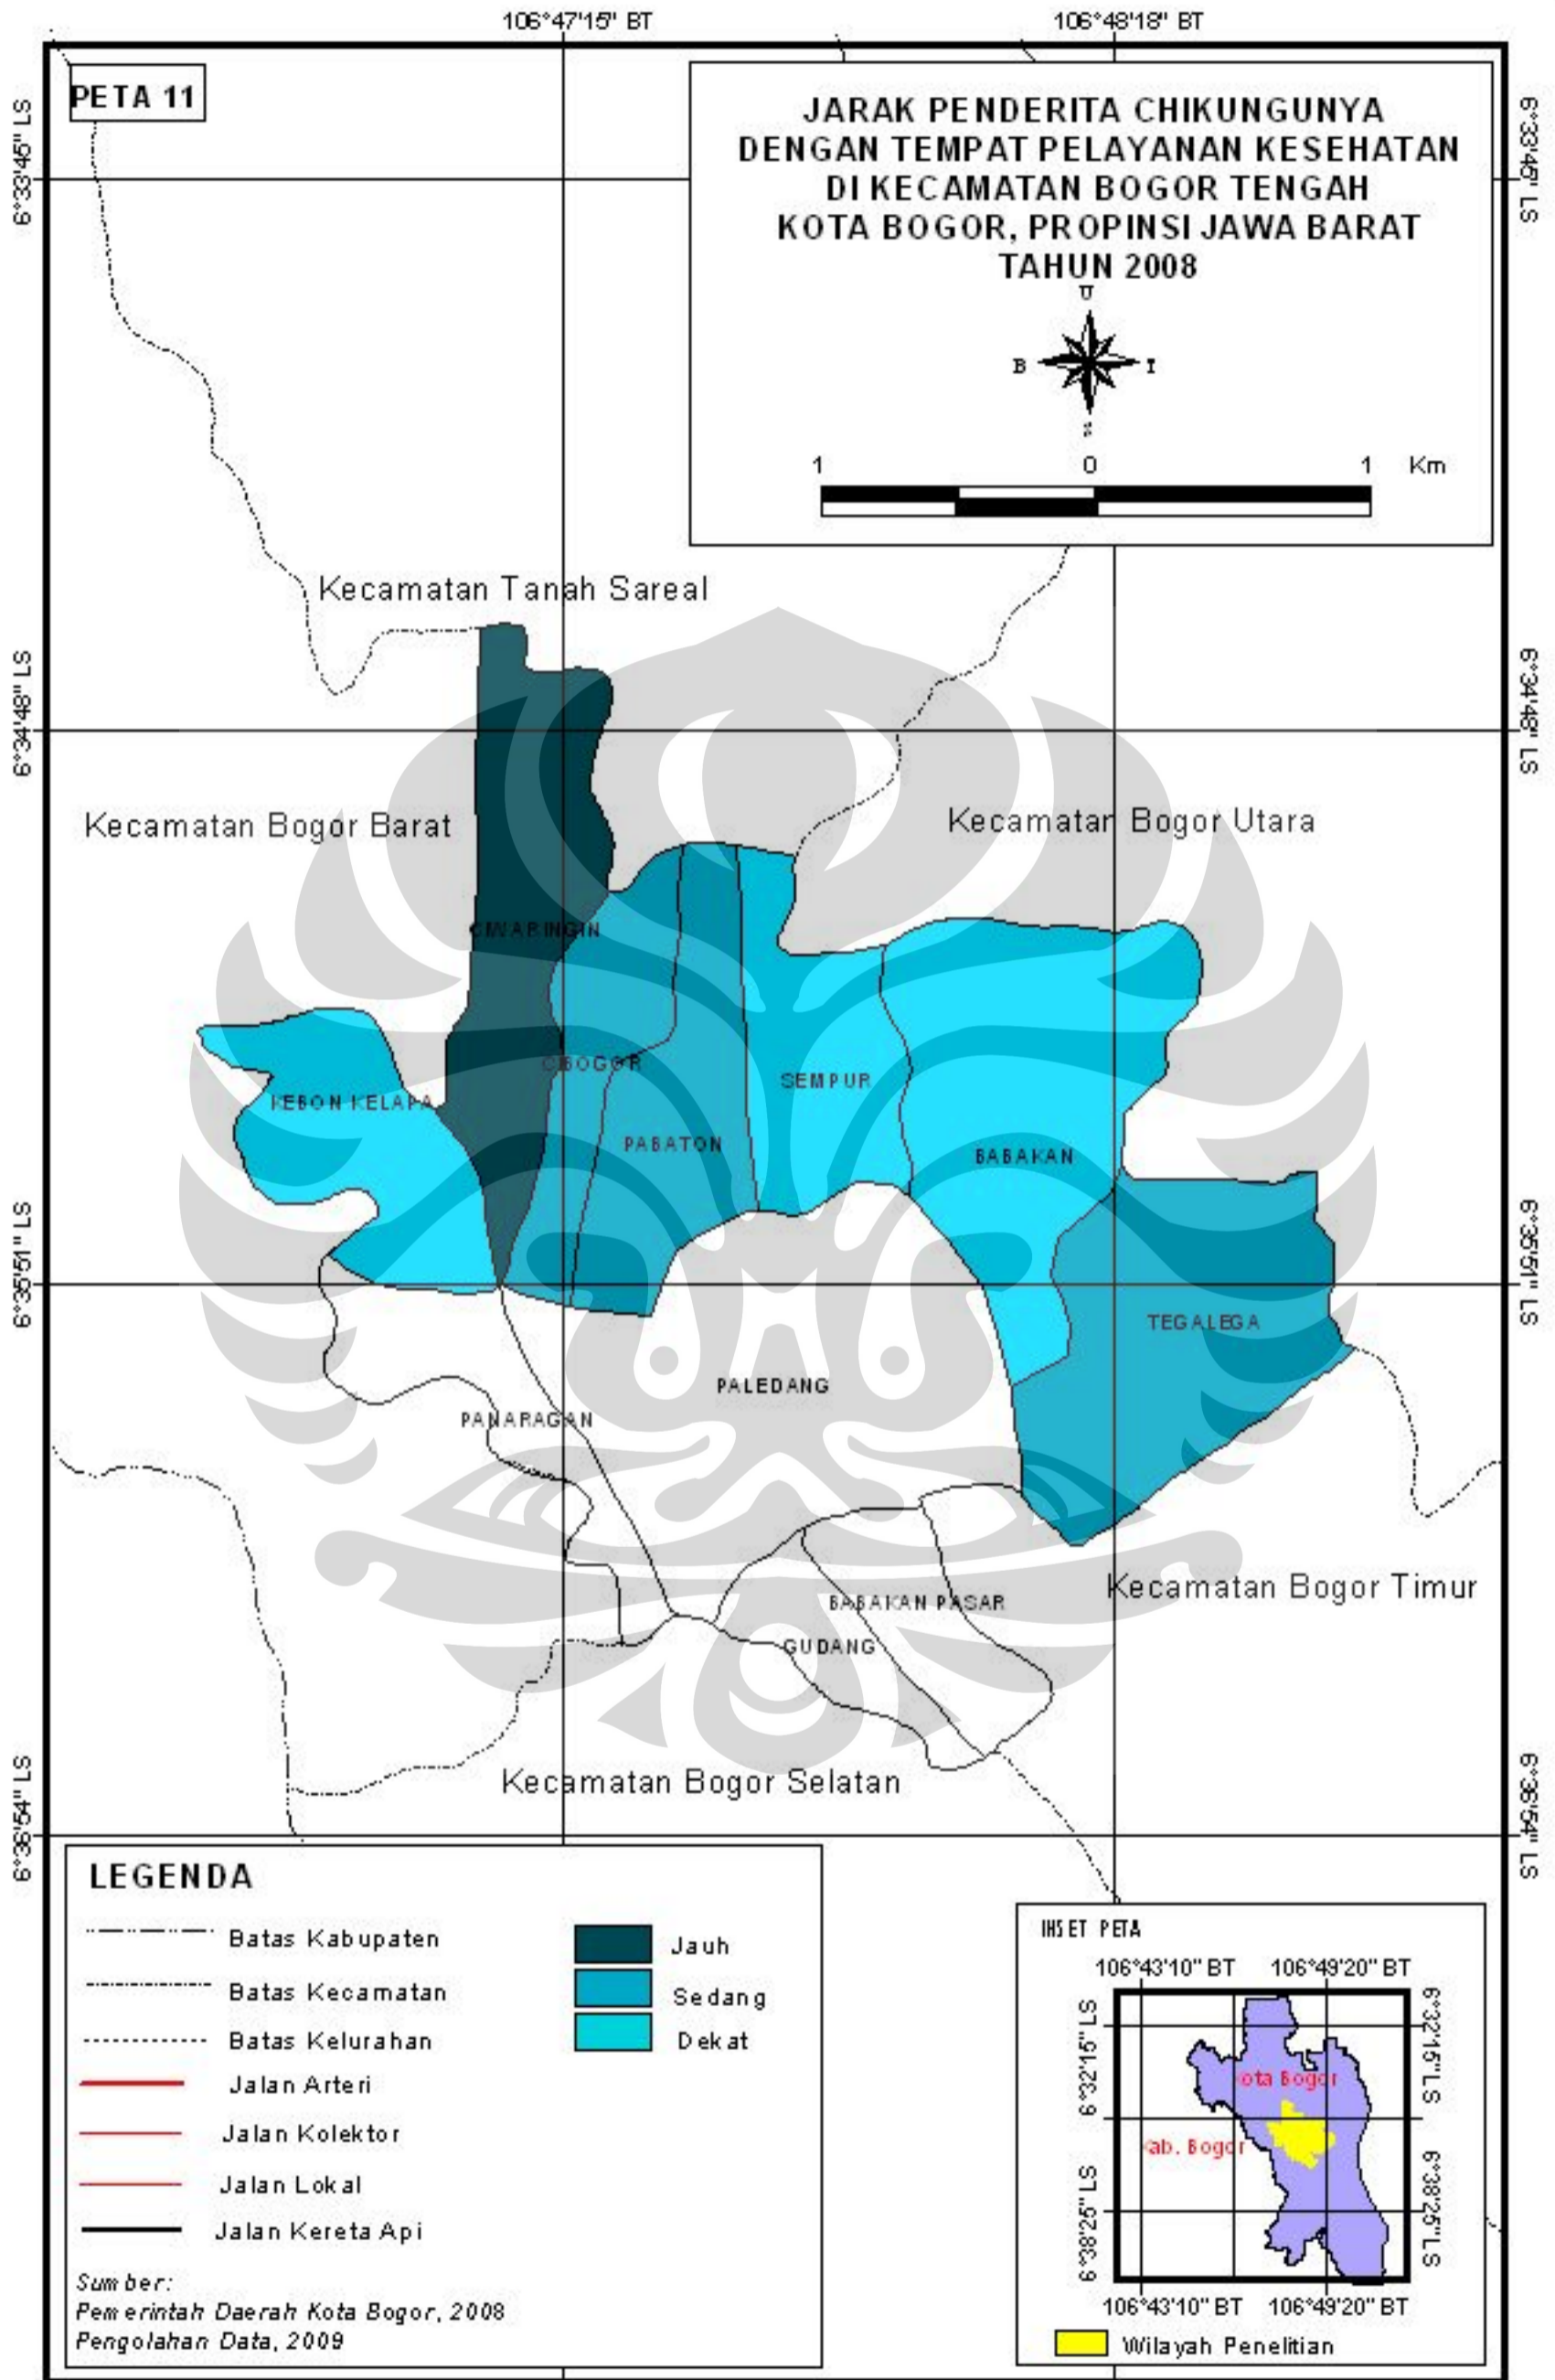 106°47'15" BT
106°48'18" BT
PETA 11
JARAK PENDERITA CHIKUNGUNYA
DENGAN TEMPAT PELAYANAN KESEHATAN
DI KECAMATAN BOGOR TENGAH
KOTA BOGOR, PROPINSI JAWA BARAT
TAHUN 2008
U
B
T
S
1 0 1 Km
6°33'45" LS
6°33'45" LS
Kecamatan Tanah Sareal
6°34'48" LS
6°34'48" LS
Kecamatan Bogor Barat
Kecamatan Bogor Utara
CIWARINGIN
CIBOGOR
SEMPUR
KEBON KELAPA
PABATON
BABAKAN
6°35'51" LS
6°35'51" LS
TEGALEGA
PALEDANG
PANARAGAN
Kecamatan Bogor Timur
BABAKAN PASAR
GUDANG
Kecamatan Bogor Selatan
6°36'54" LS
6°36'54" LS
LEGENDA
Batas Kabupaten
Batas Kecamatan
Batas Kelurahan
Jalan Arteri
Jalan Kolektor
Jalan Lokal
Jalan Kereta Api
Jauh
Sedang
Dekat
Sumber:
Pemerintah Daerah Kota Bogor, 2008
Pengolahan Data, 2009
INSET PETA
106°43'10" BT
106°49'20" BT
6°32'15" LS
6°32'15" LS
Kota Bogor
Kab. Bogor
6°38'25" LS
6°38'25" LS
106°43'10" BT
106°49'20" BT
Wilayah Penelitian